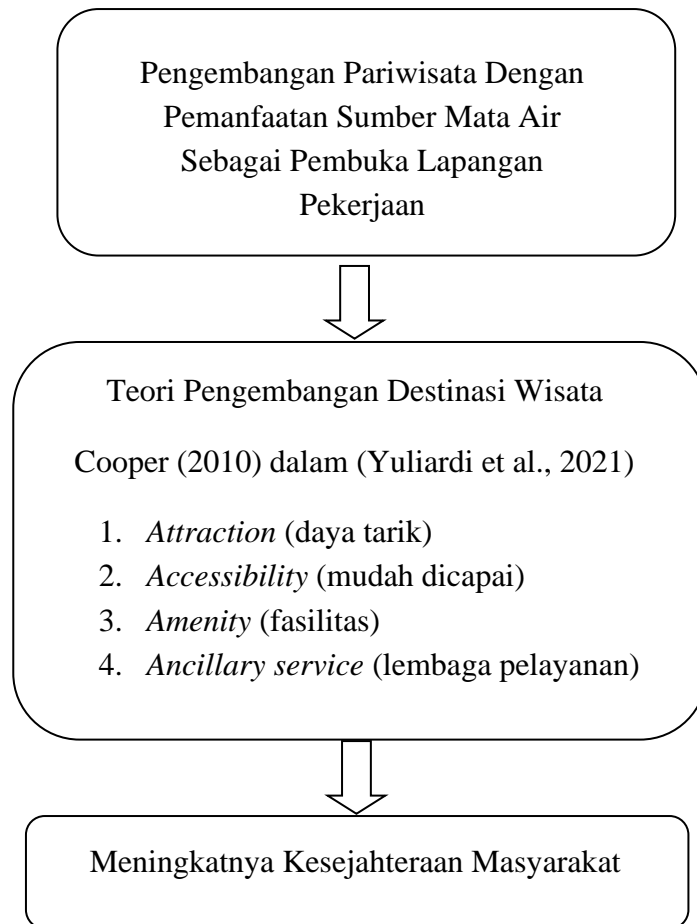 Pengembangan Pariwisata Dengan
Pemanfaatan Sumber Mata Air
Sebagai Pembuka Lapangan
Pekerjaan
Teori Pengembangan Destinasi Wisata
Cooper (2010) dalam (Yuliardi et al., 2021)
1. Attraction (daya tarik)
2. Accessibility (mudah dicapai)
3. Amenity (fasilitas)
4. Ancillary service (lembaga pelayanan)
Meningkatnya Kesejahteraan Masyarakat